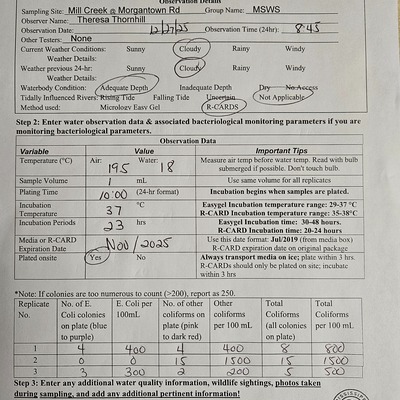 Observation Details
Sampling Site: Mill Creek @ Morgantown Rd Group Name: MSWS
Observer Name: Theresa Thornhill
Observation Date: Observation Time (24hr): 845
Other Testers: None
Current Weather Conditions: Sunny Cloudy Rainy Windy
Weather Details:
Weather previous 24-hr: Sunny Cloudy Rainy Windy
Weather Details:
Waterbody Condition: Adequate Depth Inadequate Depth Dry No Access
Tidally Influenced Rivers: Rising Tide Falling Tide Uncertain Not Applicable
Method used: Microlozy Easy Gel R-CARDS
Step 2: Enter water observation data & associated bacteriological monitoring parameters if you are
monitoring bacteriological parameters.
Observation Data
Variable Value Important Tips
Temperature (°C) Air: 19.5 Water: 18 Measure air temp before water temp. Read with bulb submerged if possible. Don't touch bulb.
Sample Volume 1 mL Use same volume for all replicates
Plating Time 10:00 (24-hr format) Incubation begins when samples are plated.
Incubation Temperature 37 °C Easygel Incubation temperature range: 29-37 °C R-CARD Incubation temperature range: 35-38°C
Incubation Periods 23 hrs Easygel Incubation time: 30-48 hours. R-CARD Incubation time: 20-24 hours
Media or R-CARD Expiration Date Nov/2025 Use this date format: Jul/2019 (from media box) R-CARD expiration date on original package
Plated onsite Yes No Always transport media on ice; plate within 3 hrs. R-CARDs should only be plated on site; incubate within 3 hrs
*Note: If colonies are too numerous to count (>200), report as 250.
Replicate No. No. of E. Coli colonies on plate (blue to purple) E. Coli per 100mL No. of other coliforms on plate (pink to dark red) Other coliforms per 100 mL Total Coliforms (all colonies on plate) Total Coliforms per 100 mL
1 4 400 4 400 8 800
2 0 0 15 1500 15 1500
3 3 300 2 200 5 500
Step 3: Enter any additional water quality information, wildlife sightings, photos taken
during sampling, and add any additional pertinent information!